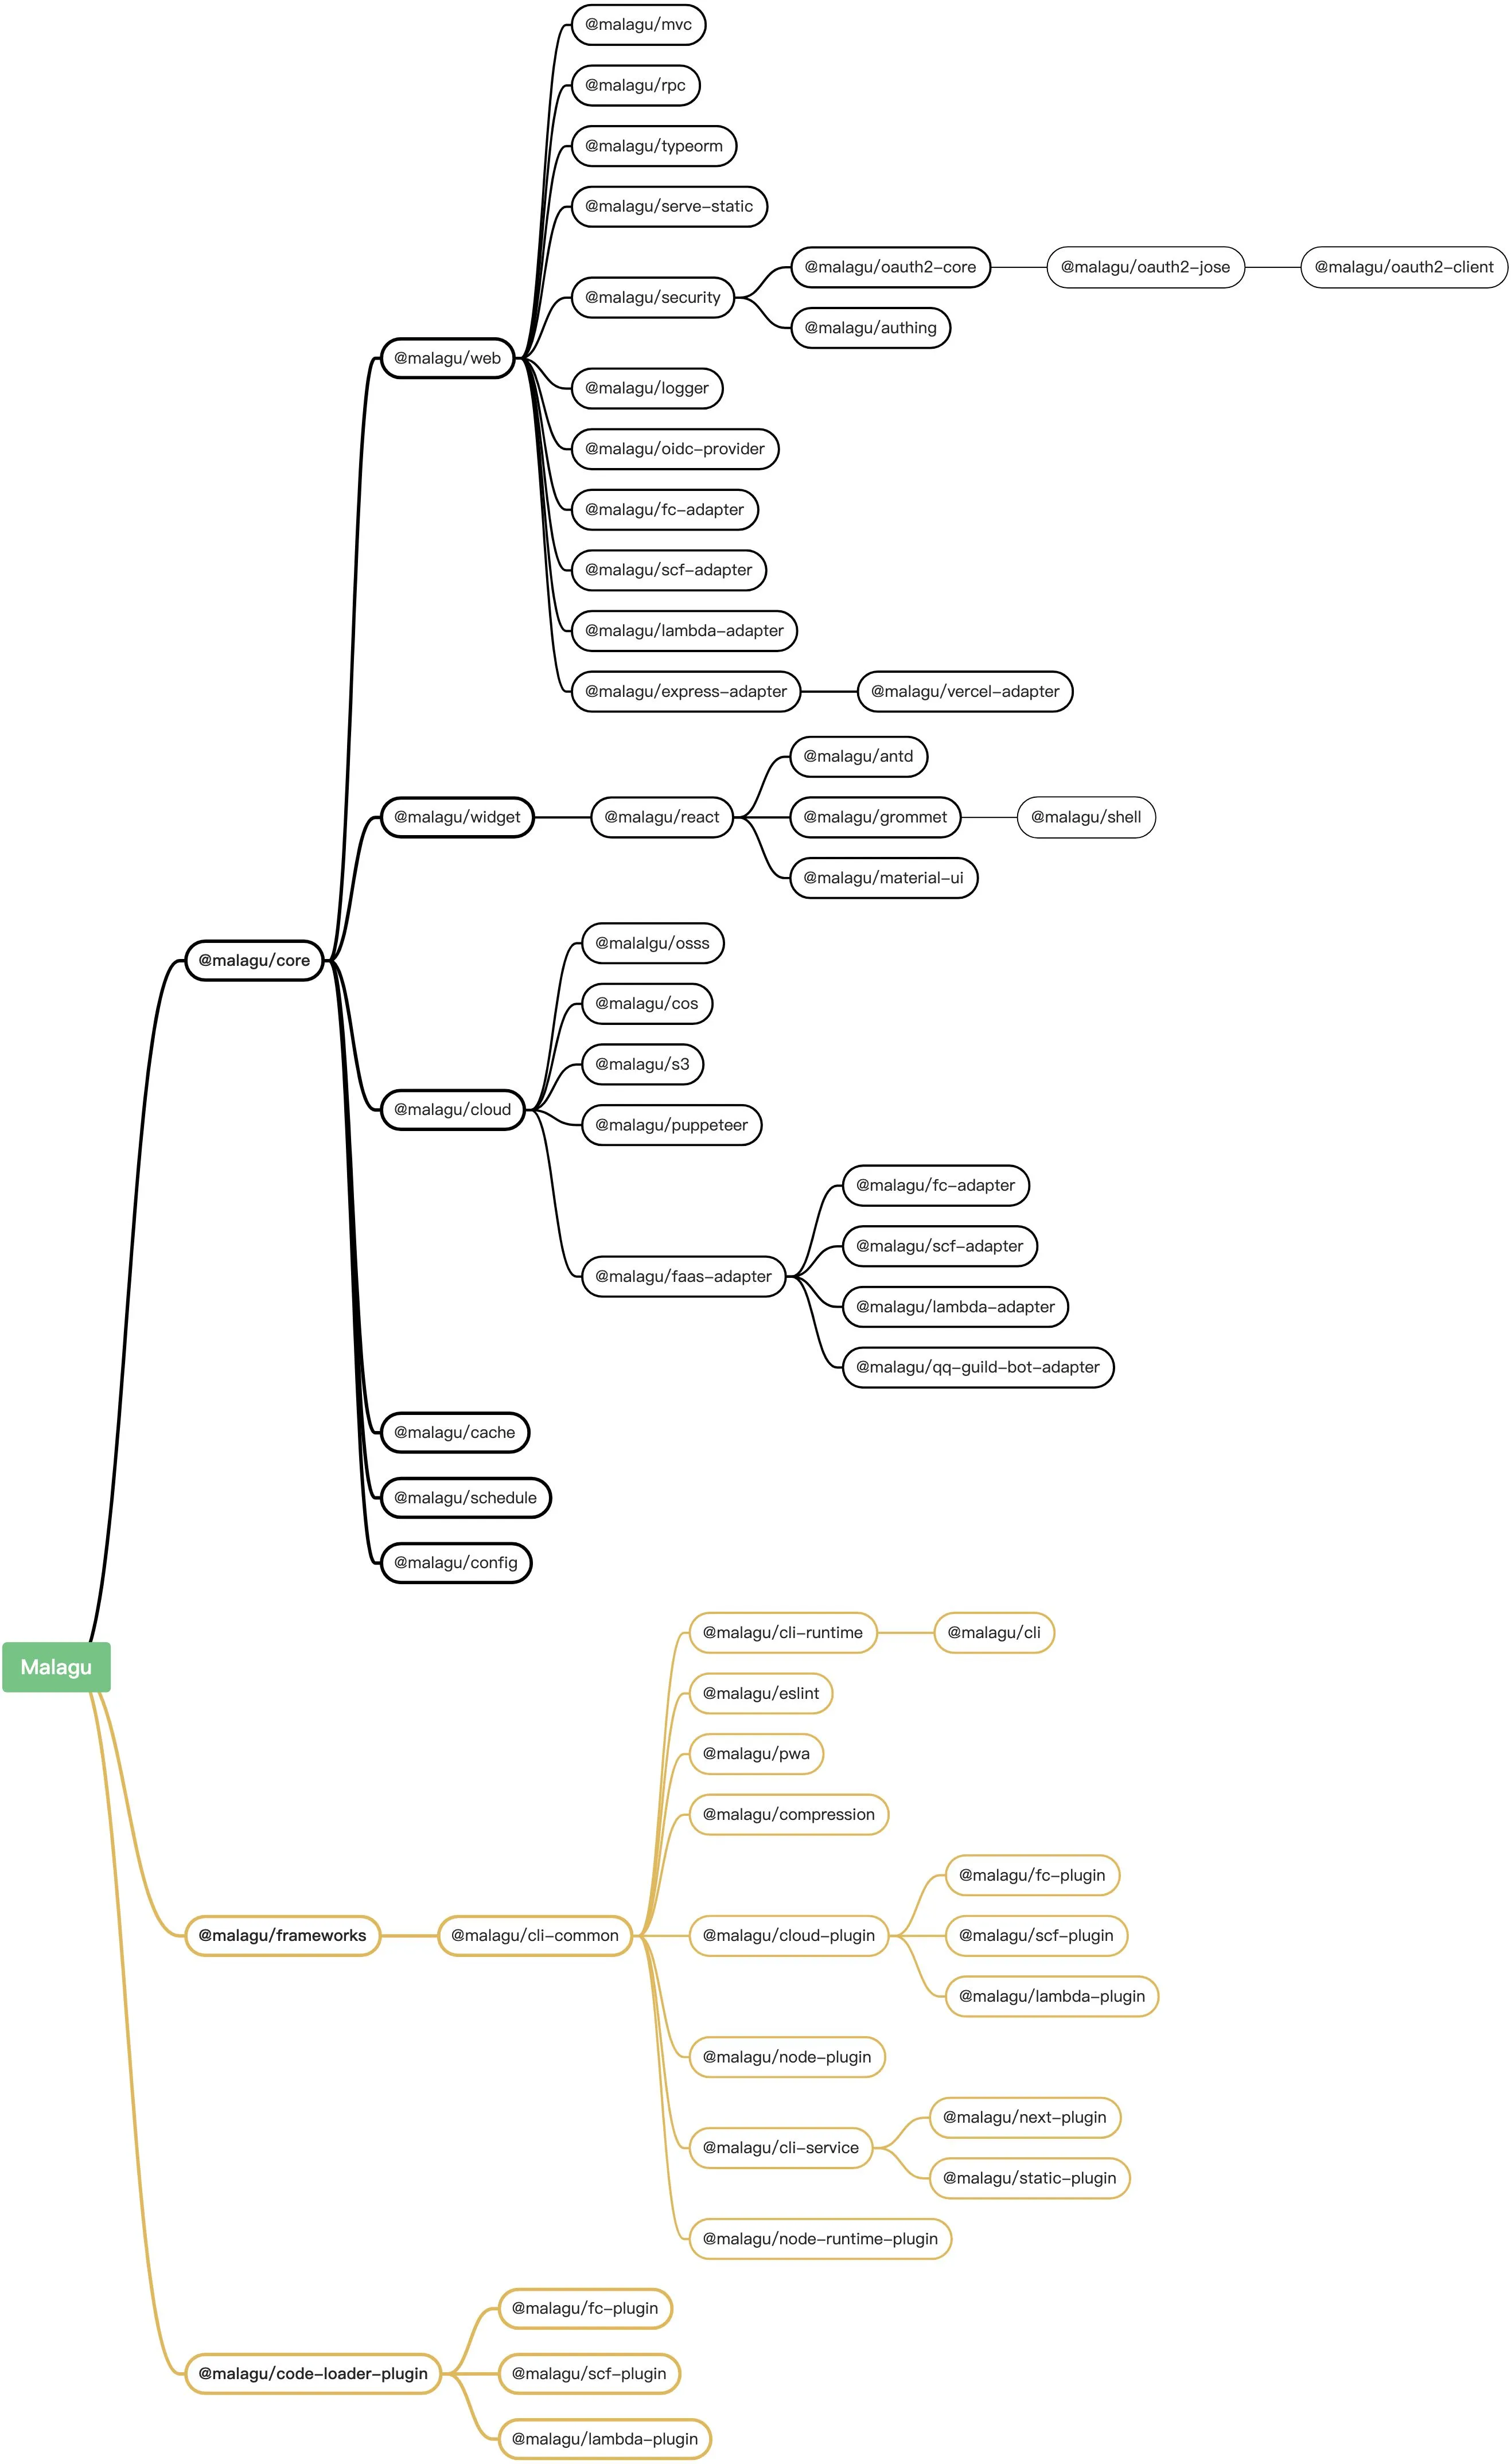 @malagu/mvc
@malagu/rpc
@malagu/typeorm
@malagu/serve-static
@malagu/oauth2-core
@malagu/oauth2-jose
@malagu/oauth2-client
@malagu/security
@malagu/authing
@malagu/web
@malagu/logger
@malagu/oidc-provider
@malagu/fc-adapter
@malagu/scf-adapter
@malagu/lambda-adapter
@malagu/express-adapter
@malagu/vercel-adapter
@malagu/antd
@malagu/widget
@malagu/react
@malagu/grommet
@malagu/shell
@malagu/material-ui
@malalgu/osss
@malagu/core
@malagu/cos
@malagu/s3
@malagu/cloud
@malagu/puppeteer
@malagu/fc-adapter
@malagu/scf-adapter
@malagu/faas-adapter
@malagu/lambda-adapter
@malagu/qq-guild-bot-adapter
@malagu/cache
@malagu/schedule
@malagu/config
@malagu/cli-runtime
@malagu/cli
Malagu
@malagu/eslint
@malagu/pwa
@malagu/compression
@malagu/fc-plugin
@malagu/frameworks
@malagu/cli-common
@malagu/cloud-plugin
@malagu/scf-plugin
@malagu/lambda-plugin
@malagu/node-plugin
@malagu/next-plugin
@malagu/cli-service
@malagu/static-plugin
@malagu/node-runtime-plugin
@malagu/fc-plugin
@malagu/code-loader-plugin
@malagu/scf-plugin
@malagu/lambda-plugin